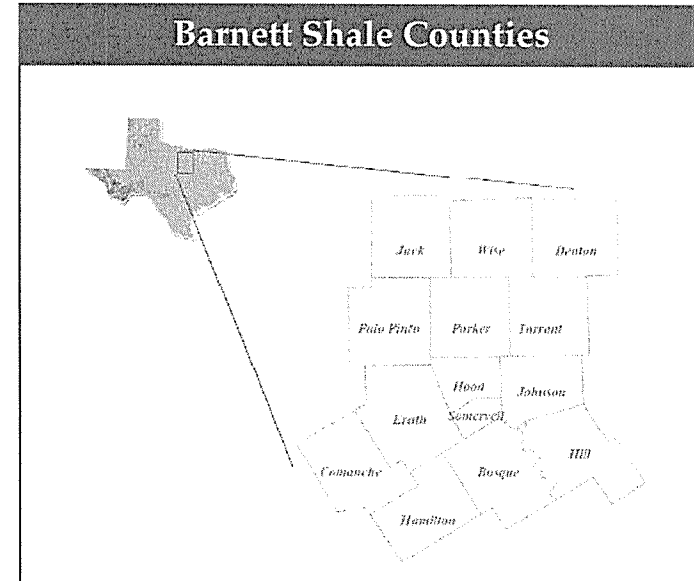 Barnett Shale Counties
Jack Wise Denton
Palo Pinto Parker Tarrant
Hood Johnson
Erath Somervell
Hill
Comanche Bosque
Hamilton